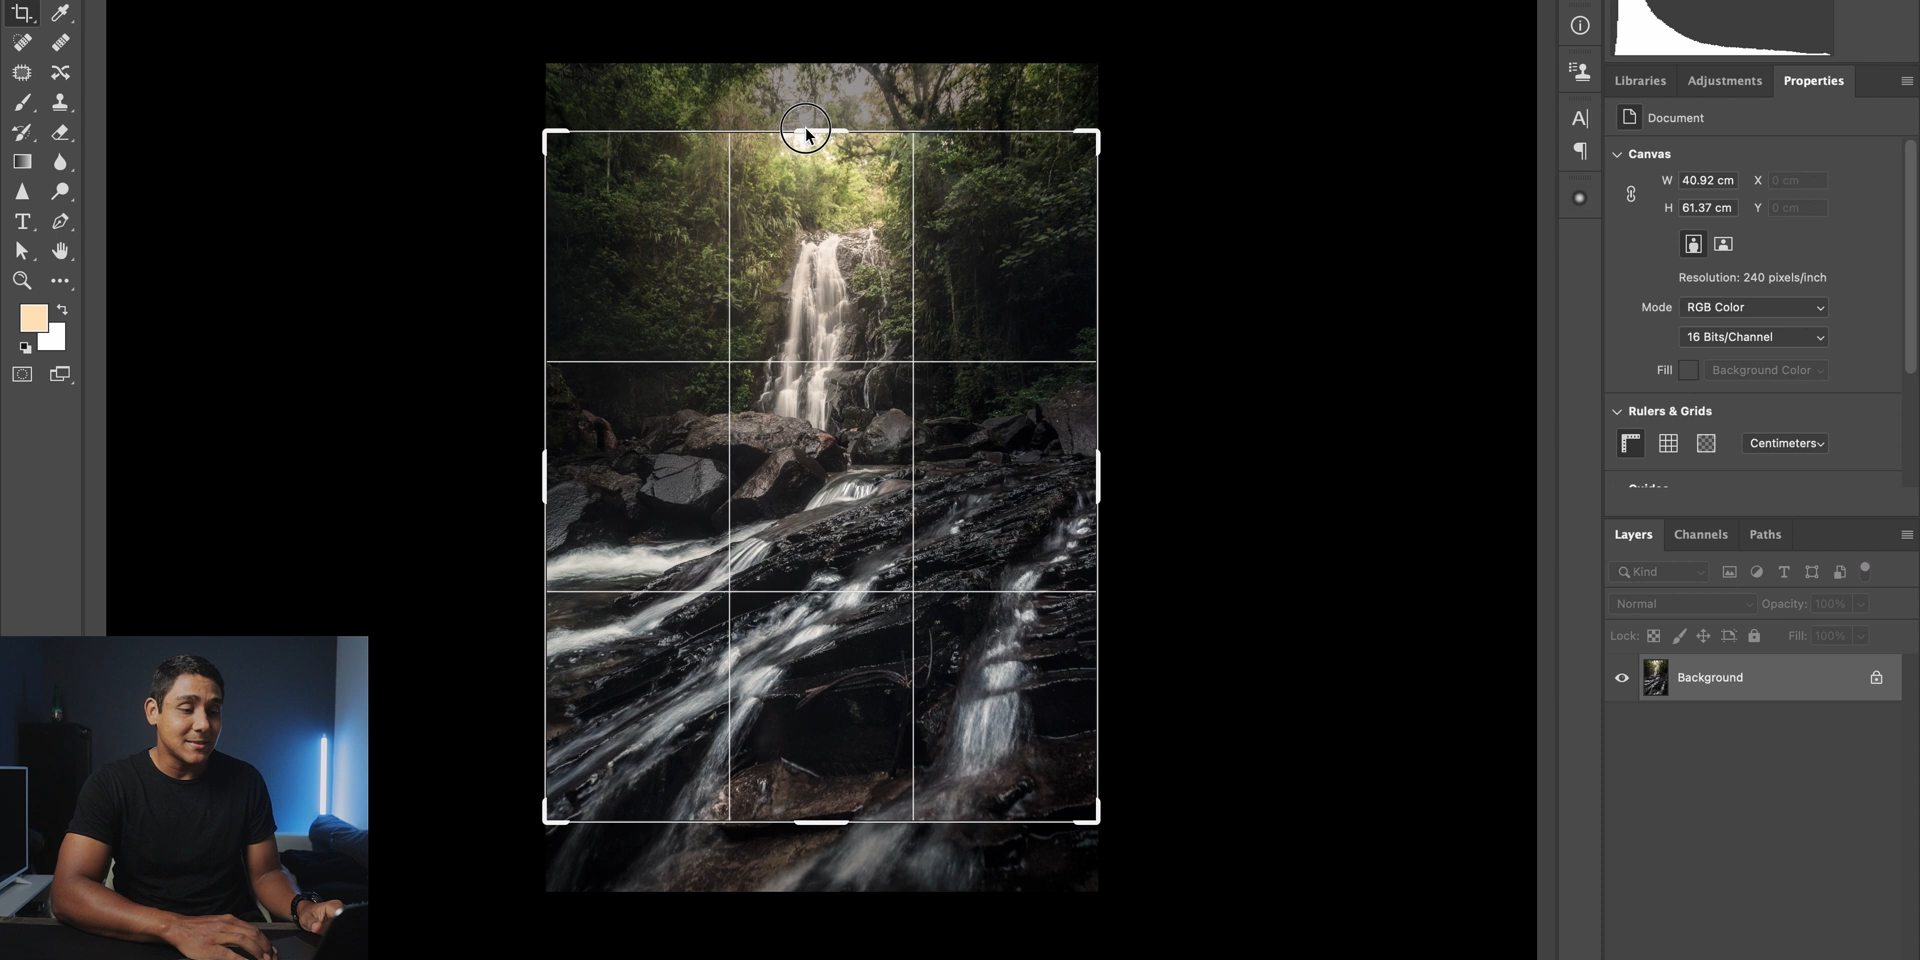 Libraries Adjustments Properties
Document
Canvas
W 40.92 cm X 0 cm
H 61.37 cm Y 0 cm
Resolution: 240 pixels/inch
Mode RGB Color
16 Bits/Channel
Fill Background Color
Rulers & Grids
Centimeters
Layers Channels Paths
Kind
Normal Opacity: 100%
Lock: Fill: 100%
Background